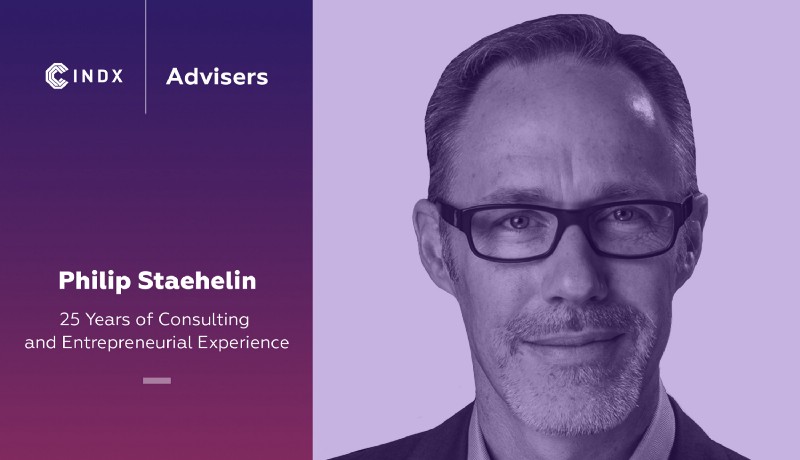 CINDX
Advisers
Philip Staehelin
25 Years of Consulting
and Entrepreneurial Experience